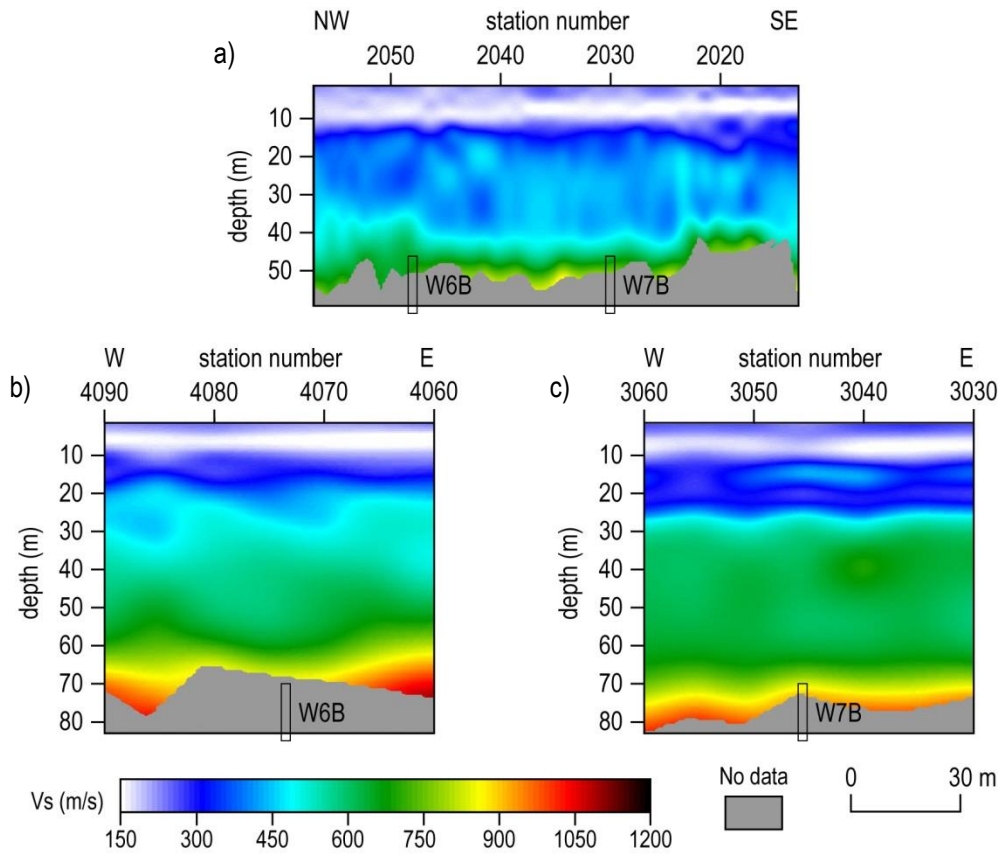 NW station number SE
a)
2048 2040 2030 2020
depth (m)
10
20
30
40
50
W6B W7B
W station number E
b)
4090 4080 4070 4060
depth (m)
10
20
30
40
50
60
70
80
W6B
W station number E
c)
3060 3050 3040 3030
depth (m)
10
20
30
40
50
60
70
80
W7B
Vs (m/s)
150 300 450 600 750 900 1050 1200
No data
0 30 m